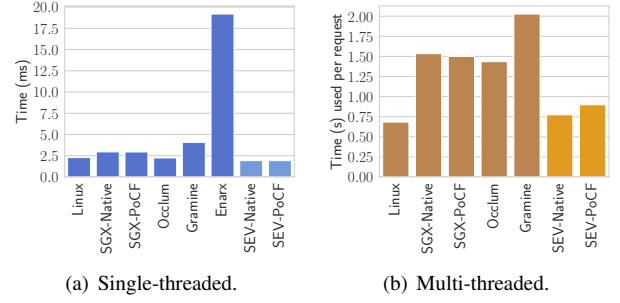 20.0
17.5
15.0
12.5
10.0
7.5
5.0
2.5
0.0
Time (ms)
Linux
SGX-Native
SGX-PoCF
Occlum
Gramine
Enarx
SEV-Native
SEV-PoCF
(a) Single-threaded.
2.00
1.75
1.50
1.25
1.00
0.75
0.50
0.25
0.00
Time (s) used per request
Linux
SGX-Native
SGX-PoCF
Occlum
Gramine
SEV-Native
SEV-PoCF
(b) Multi-threaded.